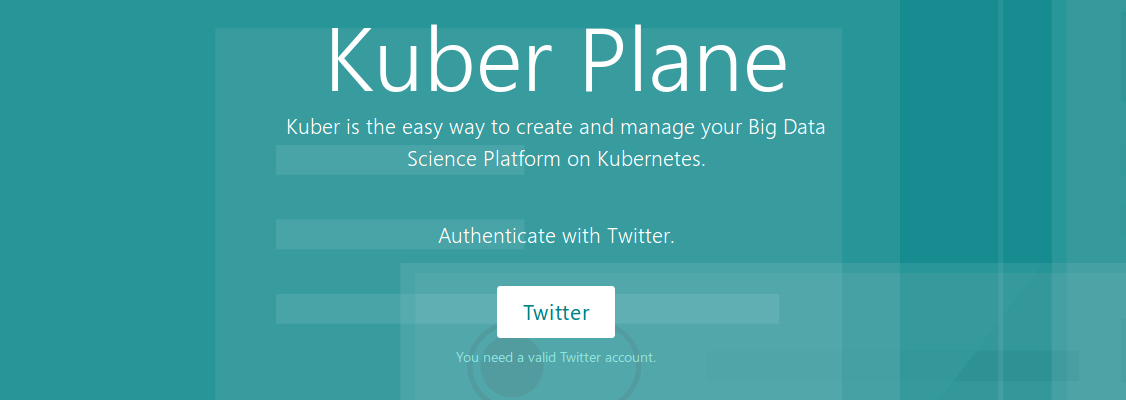 Kuber Plane
Kuber is the easy way to create and manage your Big Data
Science Platform on Kubernetes.
Authenticate with Twitter.
Twitter
You need a valid Twitter account.